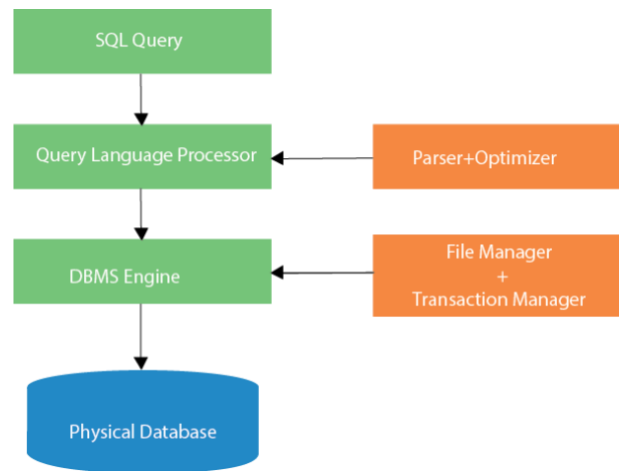 SQL Query
Query Language Processor
Parser+Optimizer
DBMS Engine
File Manager
+
Transaction Manager
Physical Database